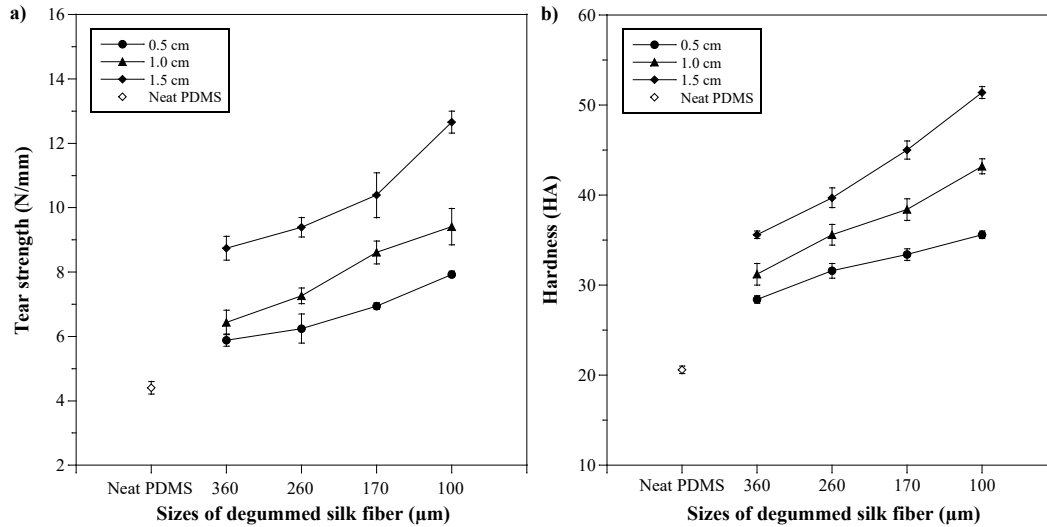 a)
16
14
12
10
8
6
4
2
Tear strength (N/mm)
0.5 cm
1.0 cm
1.5 cm
Neat PDMS
Neat PDMS
360
260
170
100
Sizes of degummed silk fiber (μm)
b)
60
50
40
30
20
10
Hardness (HA)
0.5 cm
1.0 cm
1.5 cm
Neat PDMS
Neat PDMS
360
260
170
100
Sizes of degummed silk fiber (μm)